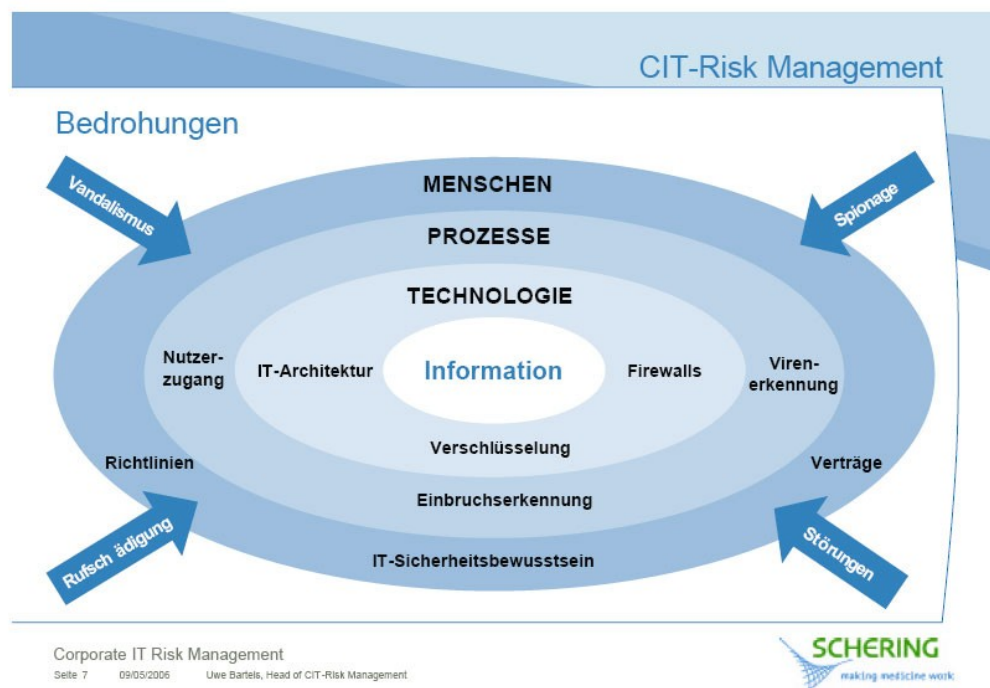 CIT-Risk Management
Bedrohungen
Vandalismus
Spionage
MENSCHEN
PROZESSE
TECHNOLOGIE
Nutzer-
zugang
IT-Architektur
Information
Firewalls
Viren-
erkennung
Verschlüsselung
Richtlinien
Verträge
Einbruchserkennung
IT-Sicherheitsbewusstsein
Rufsch ädigung
Störungen
Corporate IT Risk Management
Seite 7 09/05/2006 Uwe Bartels, Head of CIT-Risk Management
SCHERING
making medicine work